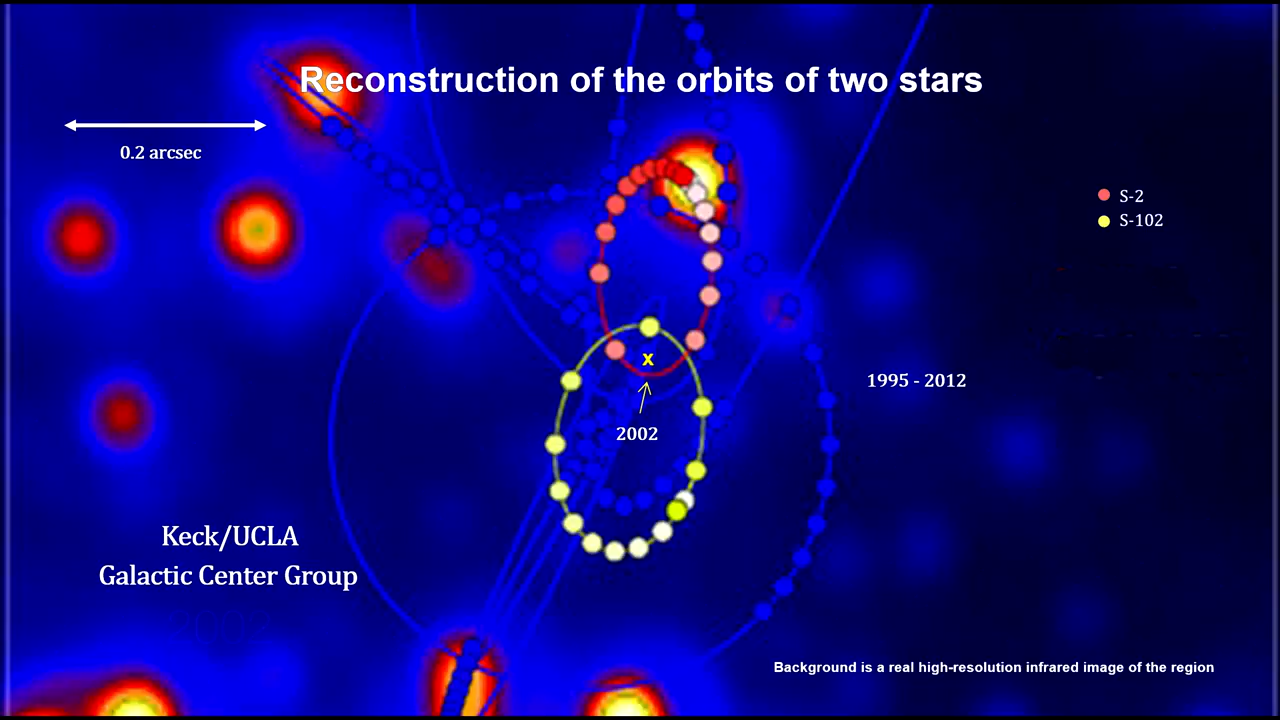 Reconstruction of the orbits of two stars
0.2 arcsec
S-2
S-102
x
1995 - 2012
2002
Keck/UCLA
Galactic Center Group
2002
Background is a real high-resolution infrared image of the region